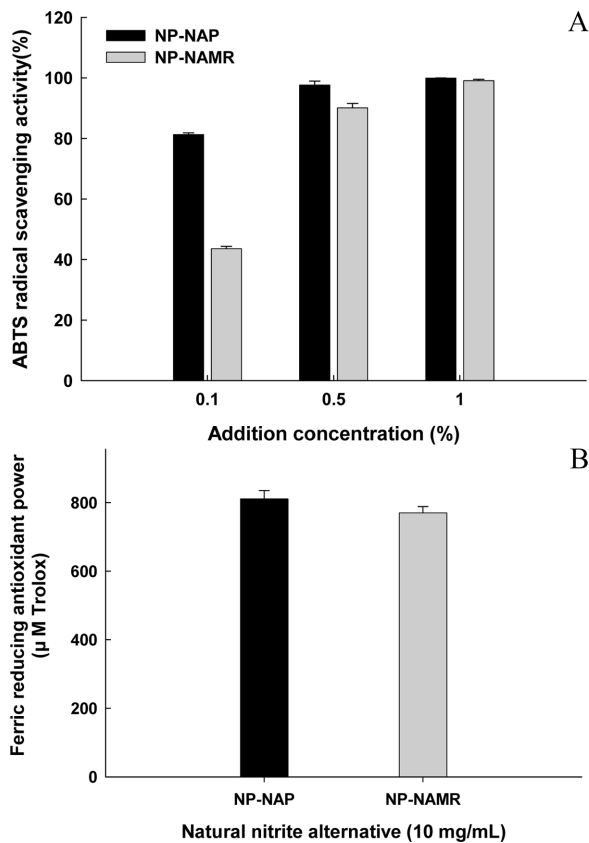 A
NP-NAP
NP-NAMR
ABTS radical scavenging activity(%)
120
100
80
60
40
20
0
0.1 0.5 1
Addition concentration (%)
B
Ferric reducing antioxidant power
(µ M Trolox)
800
600
400
200
0
NP-NAP NP-NAMR
Natural nitrite alternative (10 mg/mL)